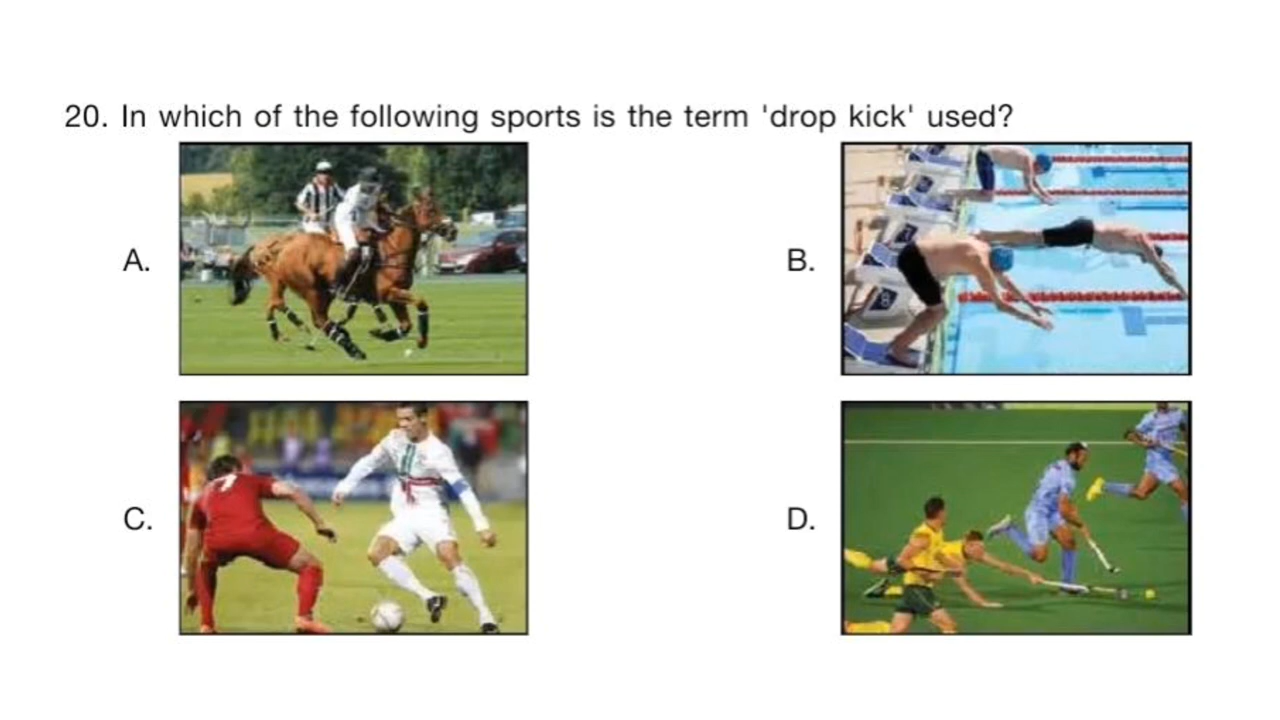 20. In which of the following sports is the term 'drop kick' used?
A.
B.
C.
D.